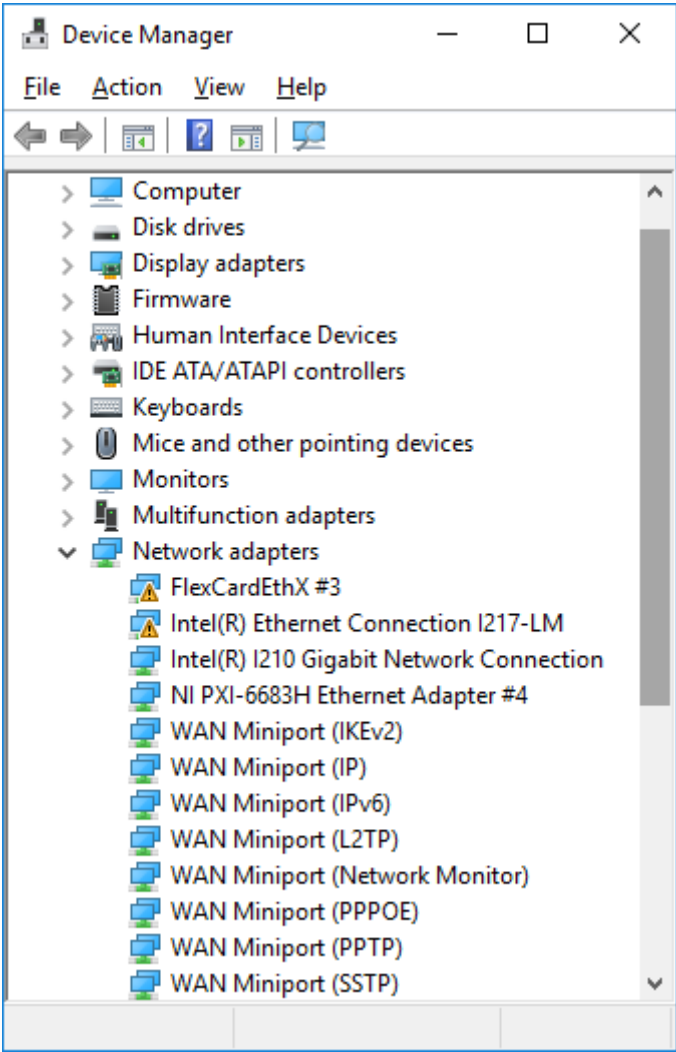 Device Manager
File Action View Help
Computer
Disk drives
Display adapters
Firmware
Human Interface Devices
IDE ATA/ATAPI controllers
Keyboards
Mice and other pointing devices
Monitors
Multifunction adapters
Network adapters
FlexCardEthX #3
Intel(R) Ethernet Connection I217-LM
Intel(R) I210 Gigabit Network Connection
NI PXI-6683H Ethernet Adapter #4
WAN Miniport (IKEv2)
WAN Miniport (IP)
WAN Miniport (IPv6)
WAN Miniport (L2TP)
WAN Miniport (Network Monitor)
WAN Miniport (PPPOE)
WAN Miniport (PPTP)
WAN Miniport (SSTP)